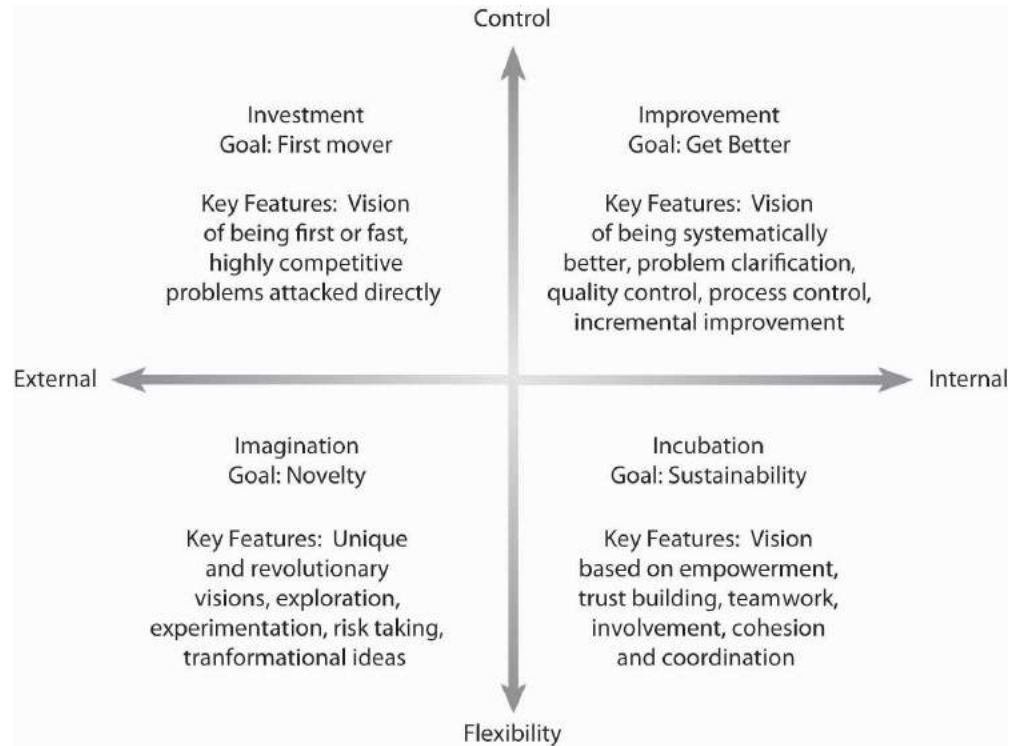 Control
Investment
Goal: First mover
Key Features: Vision
of being first or fast,
highly competitive
problems attacked directly
Improvement
Goal: Get Better
Key Features: Vision
of being systematically
better, problem clarification,
quality control, process control,
incremental improvement
External
Internal
Imagination
Goal: Novelty
Key Features: Unique
and revolutionary
visions, exploration,
experimentation, risk taking,
tranformational ideas
Incubation
Goal: Sustainability
Key Features: Vision
based on empowerment,
trust building, teamwork,
involvement, cohesion
and coordination
Flexibility